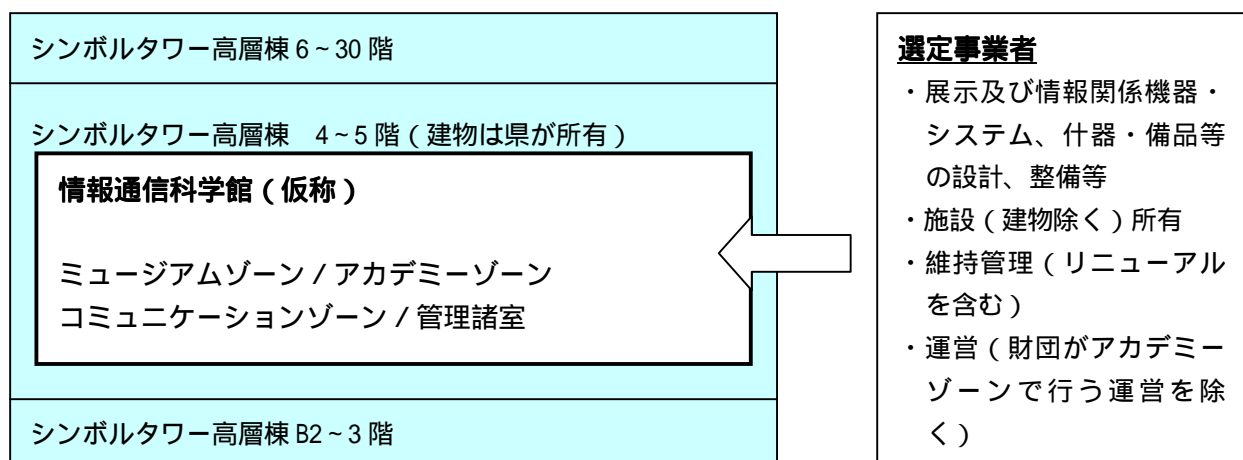 シンボルタワー高層棟 6～30 階
シンボルタワー高層棟　4～5 階（建物は県が所有）
情報通信科学館（仮称）
ミュージアムゾーン / アカデミーゾーン
コミュニケーションゾーン / 管理諸室
シンボルタワー高層棟 B2～3 階
選定事業者
・展示及び情報関係機器・
システム、什器・備品等
の設計、整備等
・施設（建物除く）所有
・維持管理（リニューアル
を含む）
・運営（財団がアカデミー
ゾーンで行う運営を除
く）